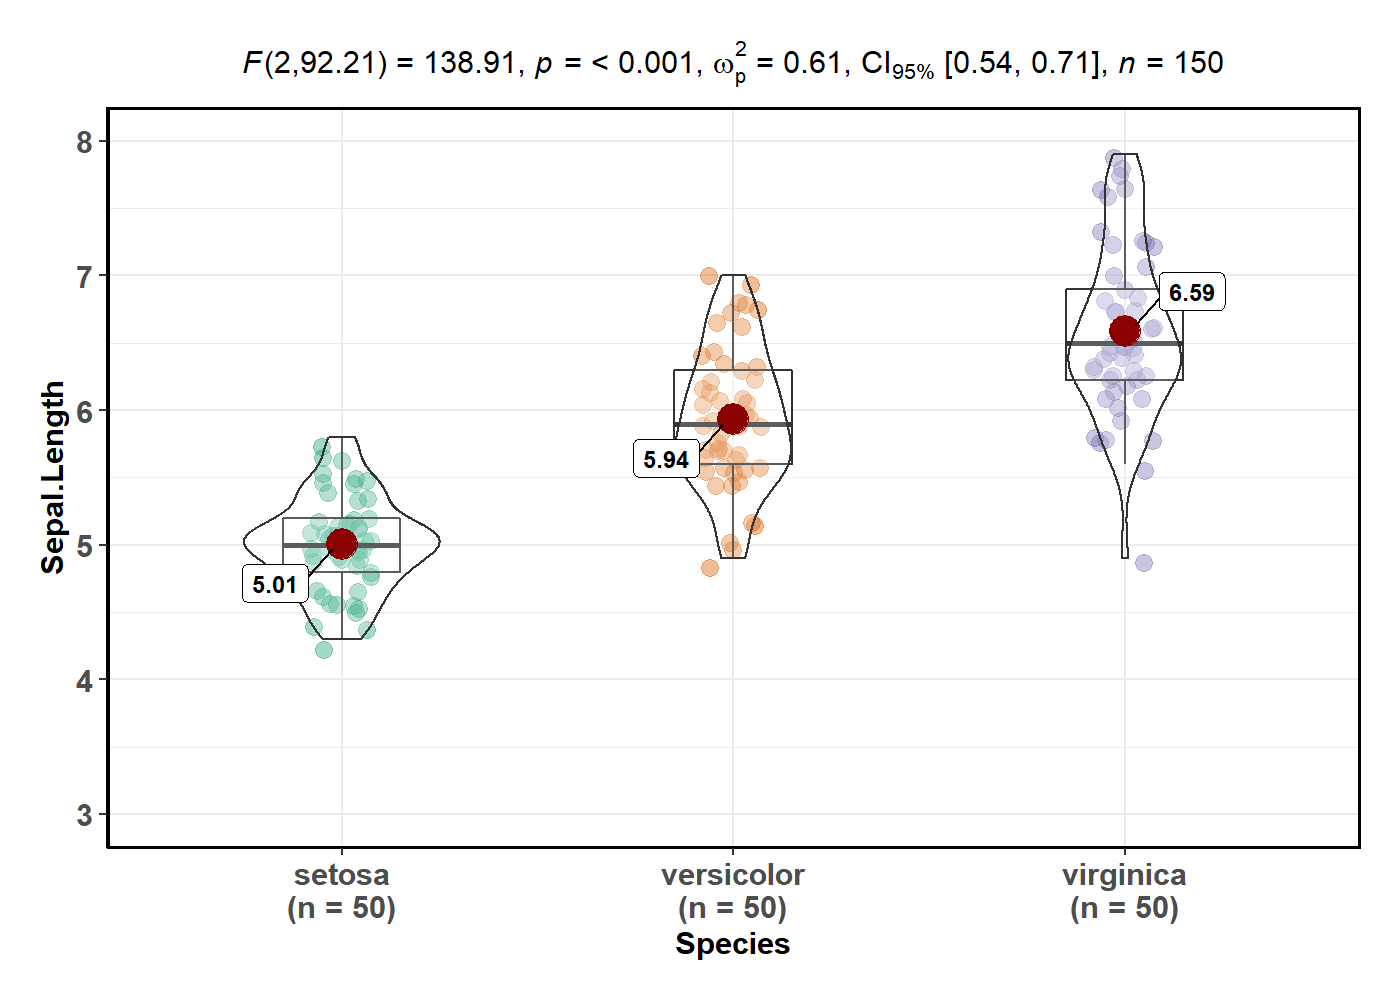 F(2,92.21) = 138.91, p = < 0.001, ωp2 = 0.61, CI95% [0.54, 0.71], n = 150
8
7
6
5
4
3
Sepal.Length
5.01
5.94
6.59
setosa
(n = 50)
versicolor
(n = 50)
virginica
(n = 50)
Species